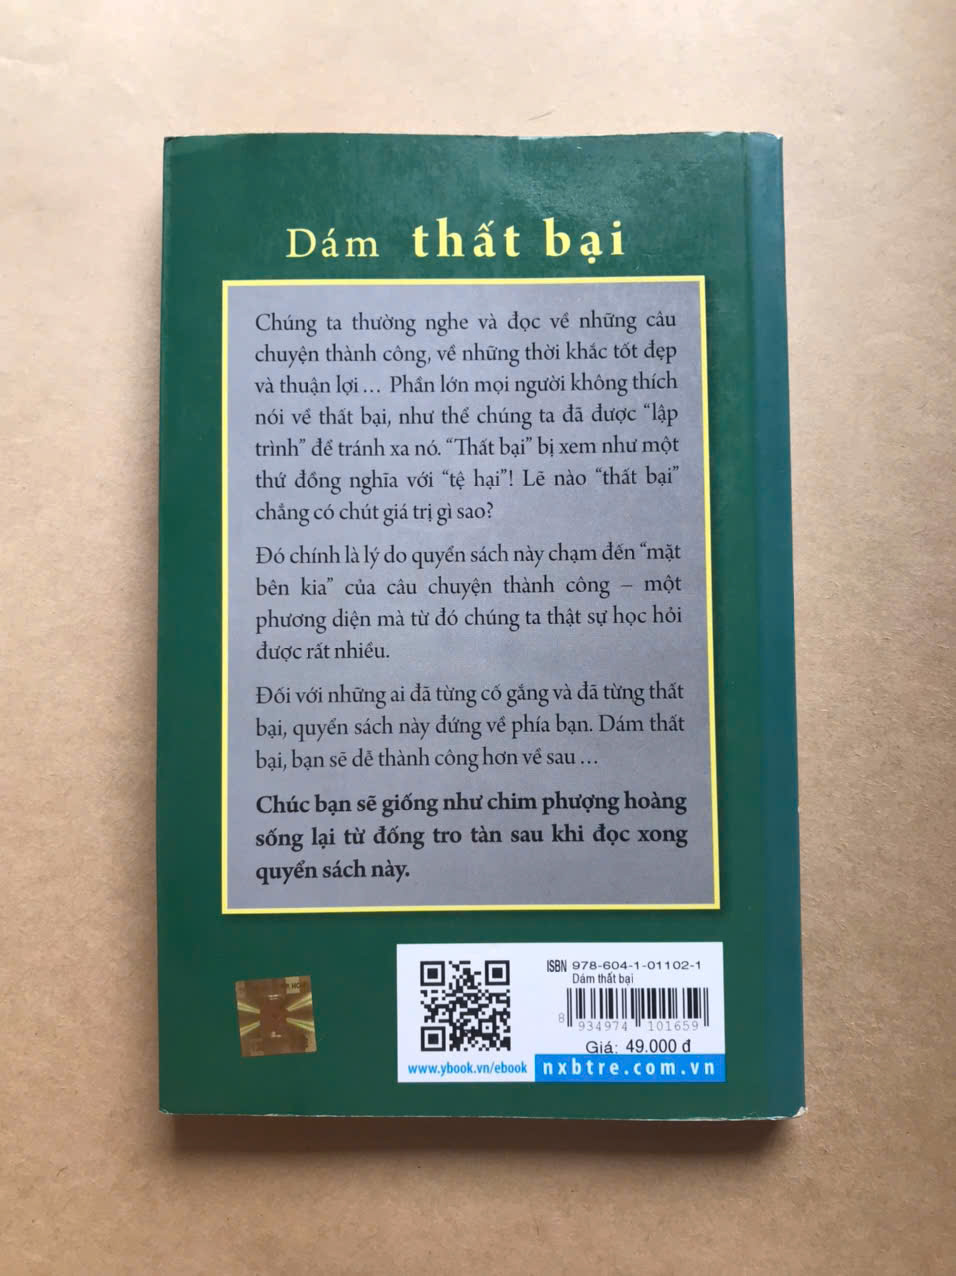 Dám thất bại
Chúng ta thường nghe và đọc về những câu
chuyện thành công, về những thời khắc tốt đẹp
và thuận lợi... Phần lớn mọi người không thích
nói về thất bại, như thể chúng ta đã được “lập
trình” để tránh xa nó. “Thất bại” bị xem như một
thứ đồng nghĩa với “tệ hại”! Lẽ nào “thất bại”
chẳng có chút giá trị gì sao?
Đó chính là lý do quyển sách này chạm đến “mặt
bên kia” của câu chuyện thành công – một
phương diện mà từ đó chúng ta thật sự học hỏi
được rất nhiều.
Đối với những ai đã từng cố gắng và đã từng thất
bại, quyển sách này đứng về phía bạn. Dám thất
bại, bạn sẽ dễ thành công hơn về sau ...
Chúc bạn sẽ giống như chim phượng hoàng
sống lại từ đống tro tàn sau khi đọc xong
quyển sách này.
ISBN 978-604-1-01102-1
Dám thất bại
8 934974 101659
Giá: 49.000 đ
www.ybook.vn/ebook
nxbtre.com.vn